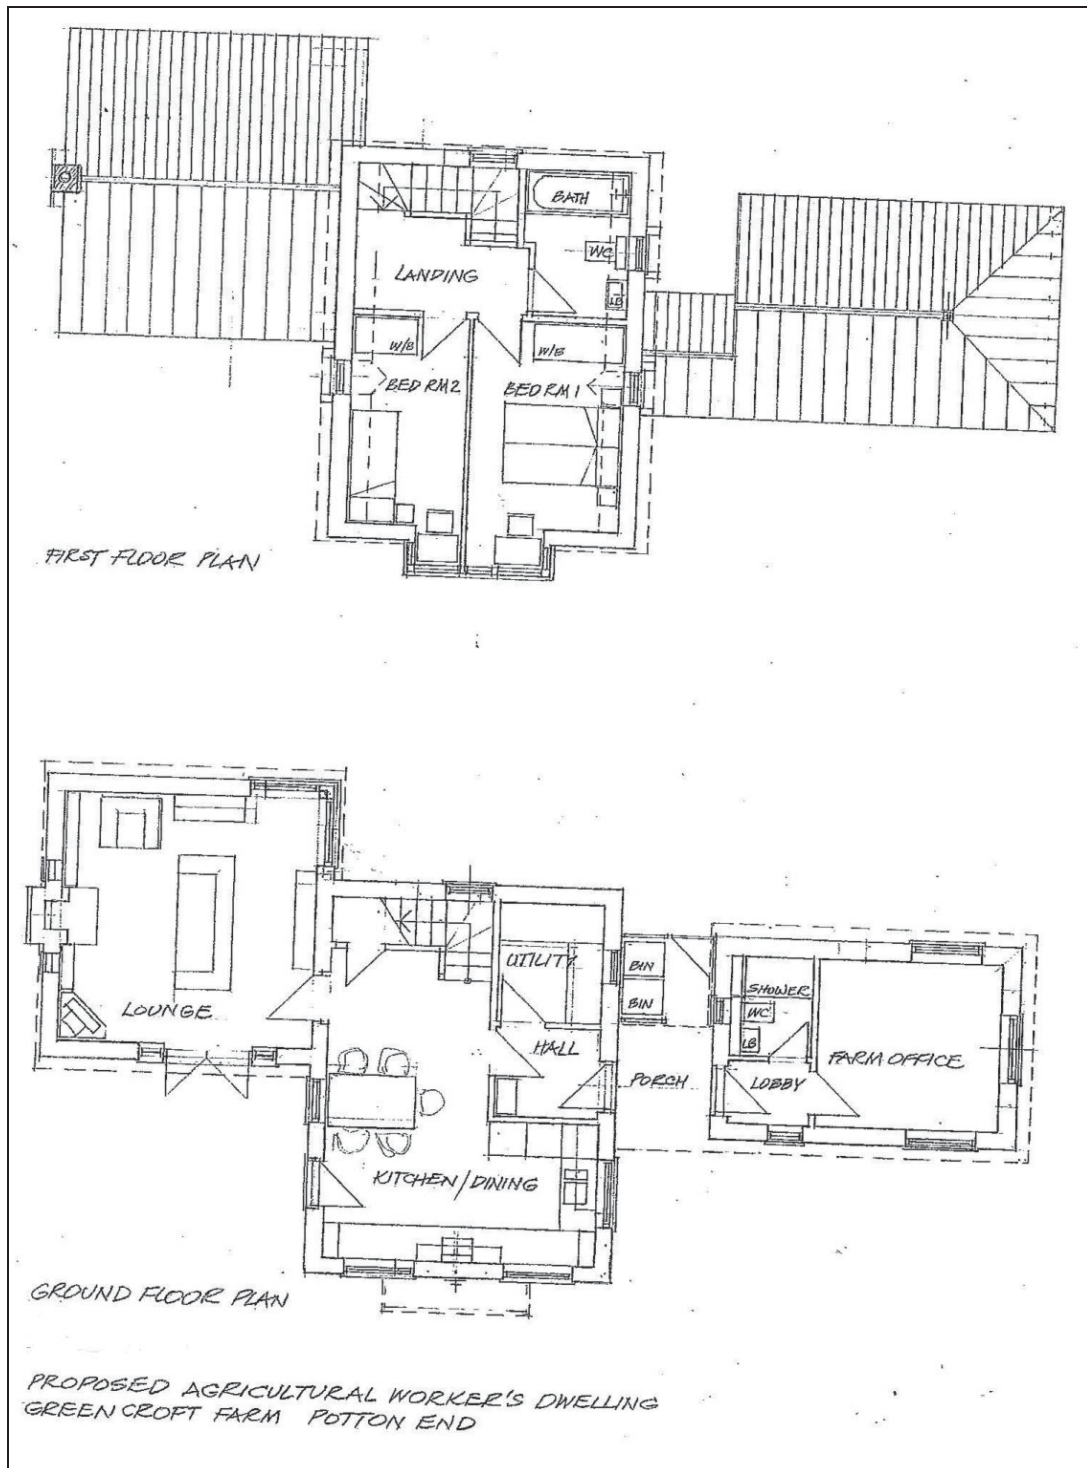 BATH
WC
LANDING
LB
W/B
W/B
BED RM 2
BED RM 1
FIRST FLOOR PLAN
UTILITY
BIN
BIN
SHOWER
WC
LB
LOUNGE
HALL
FARM OFFICE
PORCH
LOBBY
KITCHEN/DINING
GROUND FLOOR PLAN
PROPOSED AGRICULTURAL WORKER'S DWELLING
GREENCROFT FARM POTTON END